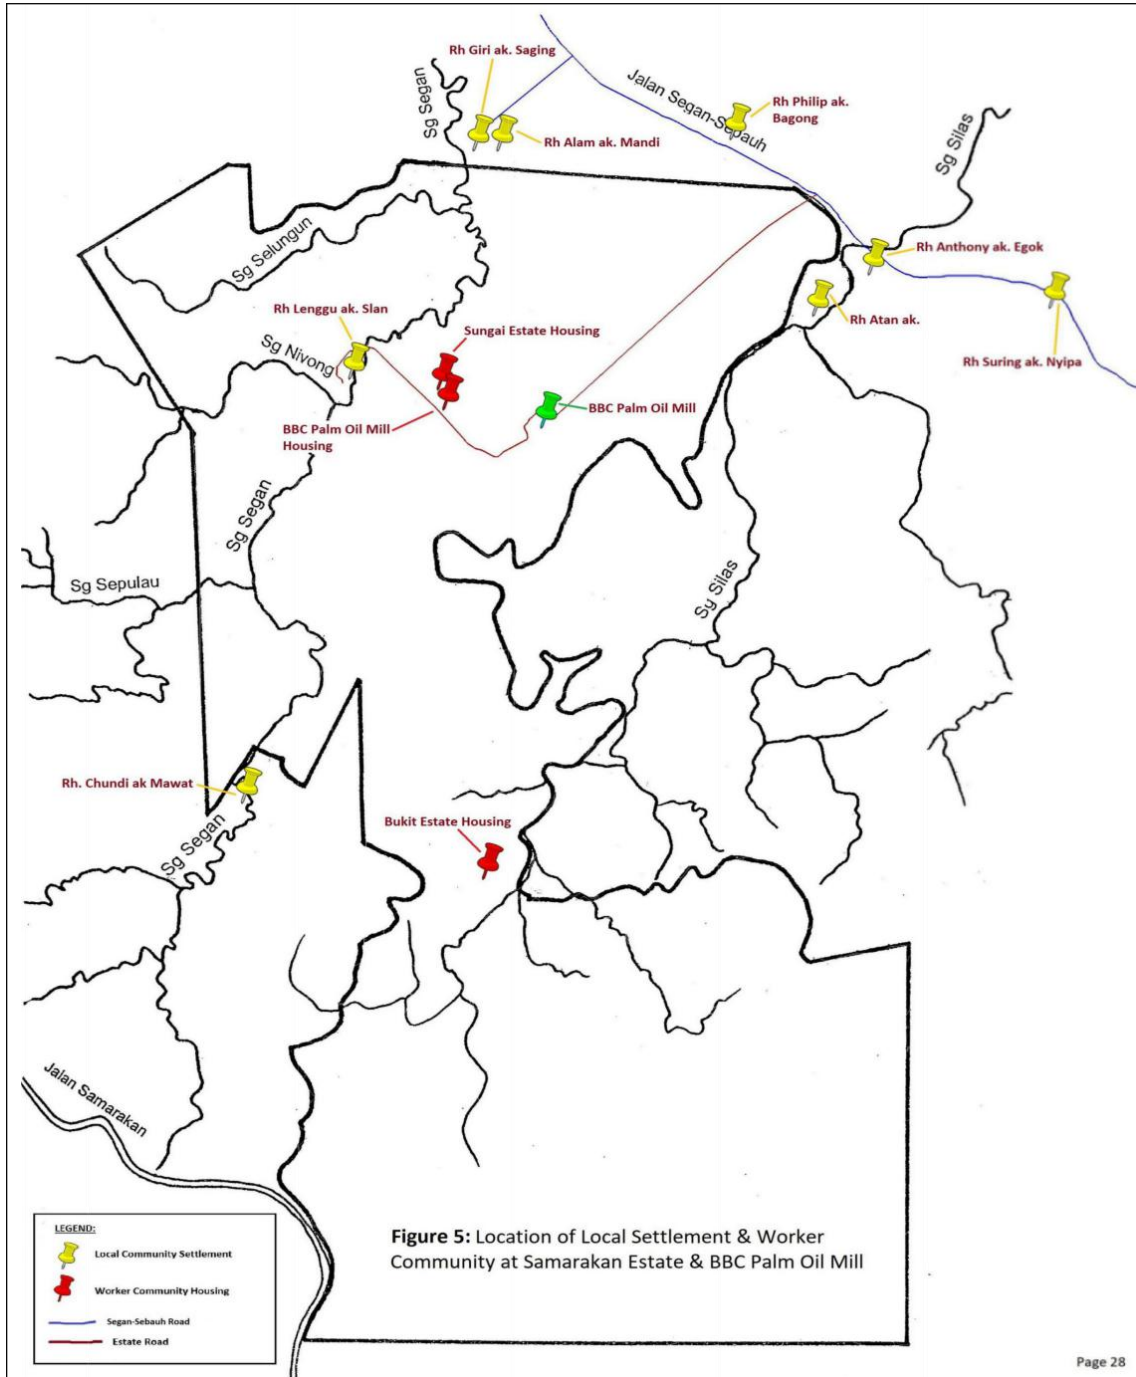 Rh Giri ak. Saging
Sg Segan
Jalan Segan-Sebauh
Rh Philip ak.
Bagong
Rh Alam ak. Mandi
Sg Silas
Sg Selungun
Rh Anthony ak. Egok
Rh Lenggu ak. Slan
Rh Atan ak.
Sungai Estate Housing
Sg Nivong
Rh Suring ak. Nyipa
BBC Palm Oil Mill
BBC Palm Oil Mill
Housing
Sg Segan
Sg Sepulau
Sg Silas
Rh. Chundi ak Mawat
Bukit Estate Housing
Sg Segan
Jalan Samarakan
LEGEND:
Local Community Settlement
Worker Community Housing
Segan-Sebauh Road
Estate Road
Figure 5: Location of Local Settlement & Worker
Community at Samarakan Estate & BBC Palm Oil Mill
Page 28